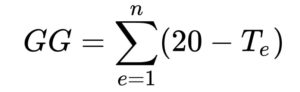 GG = \sum_{e=1}^{n} (20 - T_e)